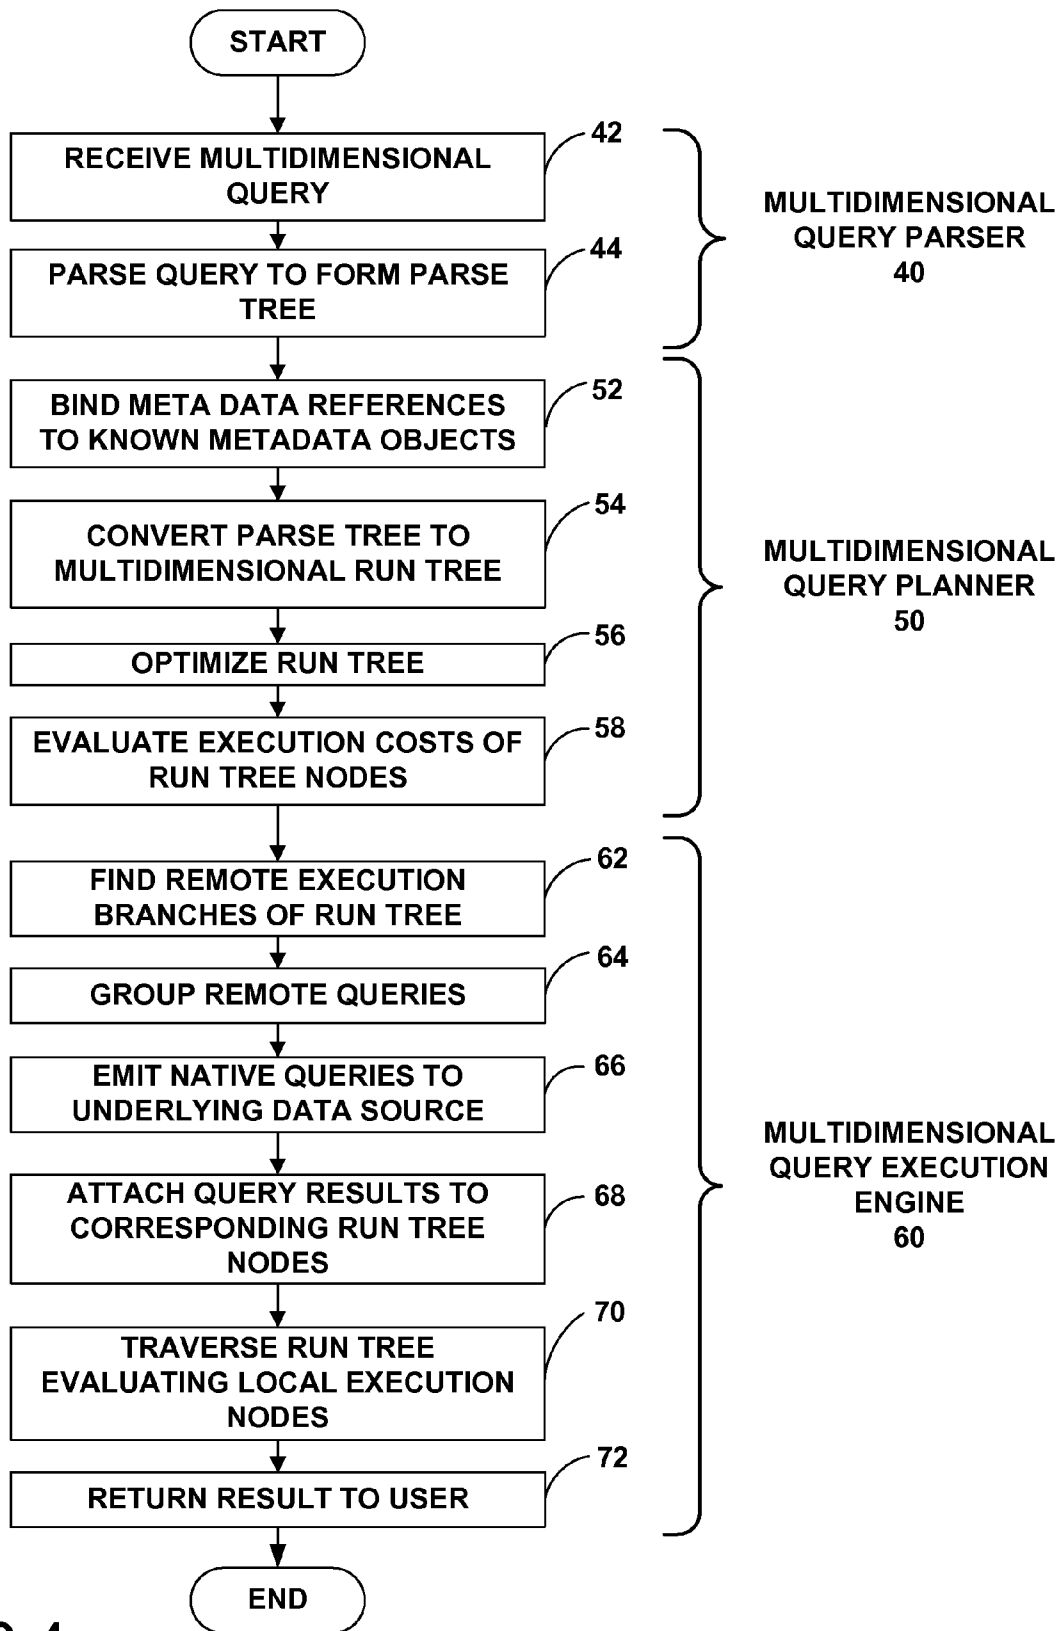 START
RECEIVE MULTIDIMENSIONAL
QUERY
42
PARSE QUERY TO FORM PARSE
TREE
44
MULTIDIMENSIONAL
QUERY PARSER
40
BIND META DATA REFERENCES
TO KNOWN METADATA OBJECTS
52
CONVERT PARSE TREE TO
MULTIDIMENSIONAL RUN TREE
54
OPTIMIZE RUN TREE
56
EVALUATE EXECUTION COSTS OF
RUN TREE NODES
58
MULTIDIMENSIONAL
QUERY PLANNER
50
FIND REMOTE EXECUTION
BRANCHES OF RUN TREE
62
GROUP REMOTE QUERIES
64
EMIT NATIVE QUERIES TO
UNDERLYING DATA SOURCE
66
ATTACH QUERY RESULTS TO
CORRESPONDING RUN TREE
NODES
68
TRAVERSE RUN TREE
EVALUATING LOCAL EXECUTION
NODES
70
RETURN RESULT TO USER
72
MULTIDIMENSIONAL
QUERY EXECUTION
ENGINE
60
END